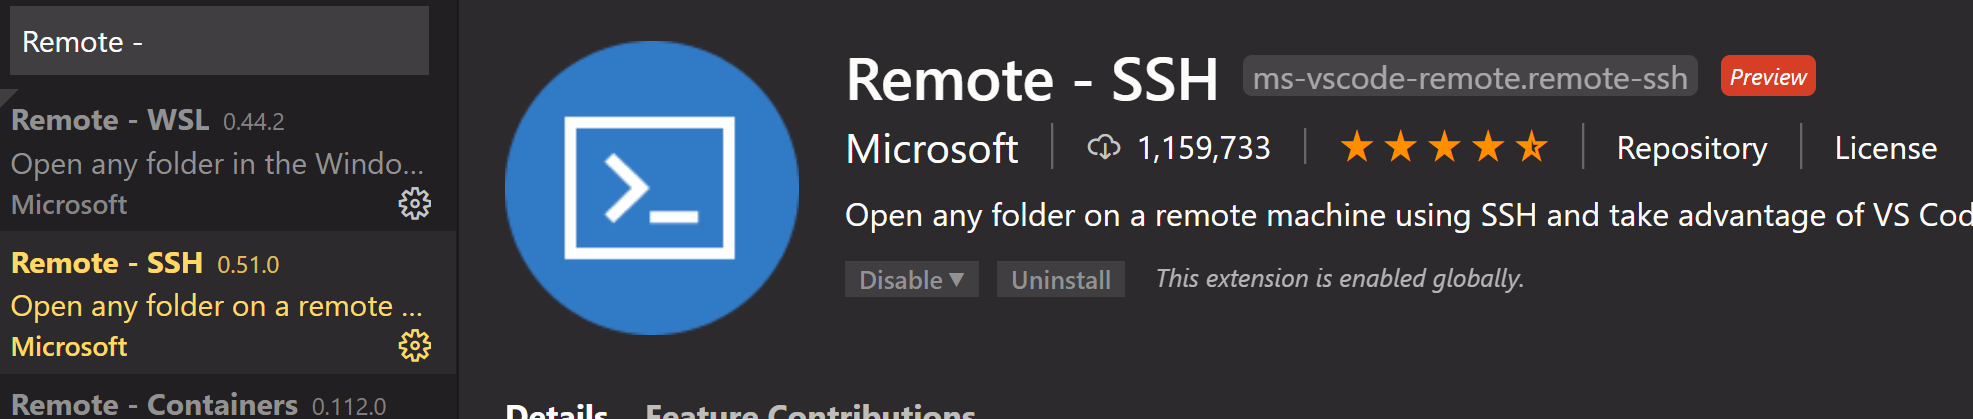 Remote -
Remote - WSL 0.44.2
Open any folder in the Windo...
Microsoft
Remote - SSH 0.51.0
Open any folder on a remote ...
Microsoft
Remote - Containers 0.112.0
Remote - SSH ms-vscode-remote.remote-ssh Preview
Microsoft 1,159,733 Repository License
Open any folder on a remote machine using SSH and take advantage of VS Cod
Disable Uninstall This extension is enabled globally.
Details Feature Contributions